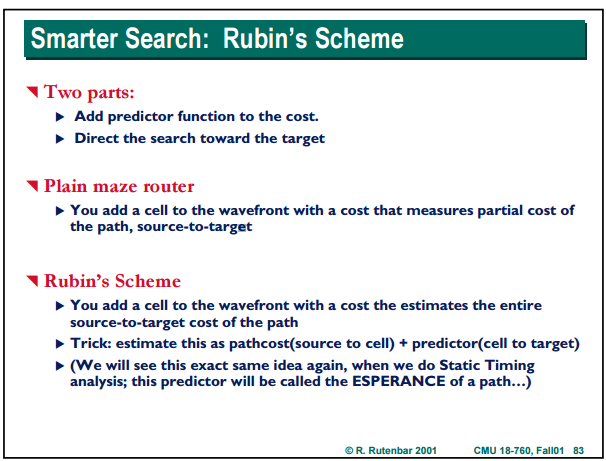 Smarter Search: Rubin's Scheme
Two parts:
Add predictor function to the cost.
Direct the search toward the target
Plain maze router
You add a cell to the wavefront with a cost that measures partial cost of
the path, source-to-target
Rubin's Scheme
You add a cell to the wavefront with a cost the estimates the entire
source-to-target cost of the path
Trick: estimate this as pathcost(source to cell) + predictor(cell to target)
(We will see this exact same idea again, when we do Static Timing
analysis; this predictor will be called the ESPERANCE of a path…)
© R. Rutenbar 2001 CMU 18-760, Fall01 83